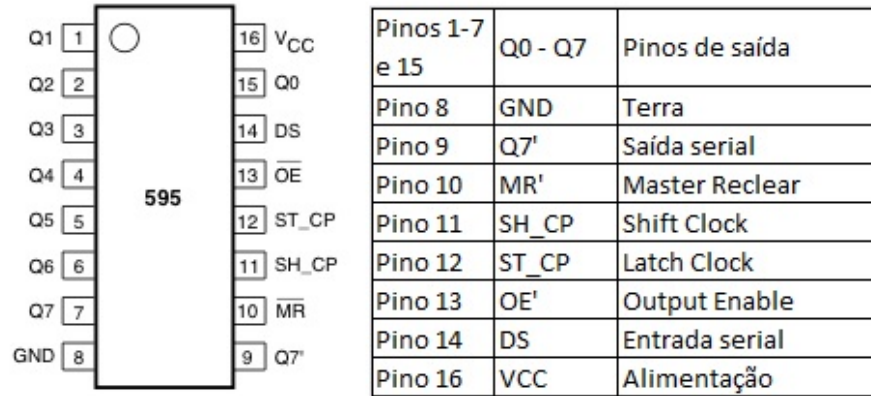 Q1 1 16 VCC
Q2 2 15 Q0
Q3 3 14 DS
Q4 4 13 OE
595
Q5 5 12 ST_CP
Q6 6 11 SH_CP
Q7 7 10 MR
GND 8 9 Q7'
Pinos 1-7
e 15 Q0 - Q7 Pinos de saída
Pino 8 GND Terra
Pino 9 Q7' Saída serial
Pino 10 MR' Master Reclear
Pino 11 SH_CP Shift Clock
Pino 12 ST_CP Latch Clock
Pino 13 OE' Output Enable
Pino 14 DS Entrada serial
Pino 16 VCC Alimentação